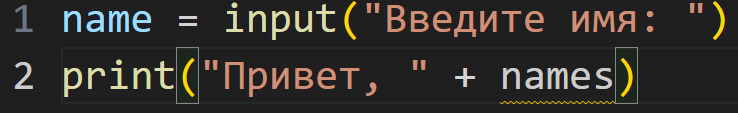 1 name = input("Введите имя: ")
2 print("Привет, " + names)